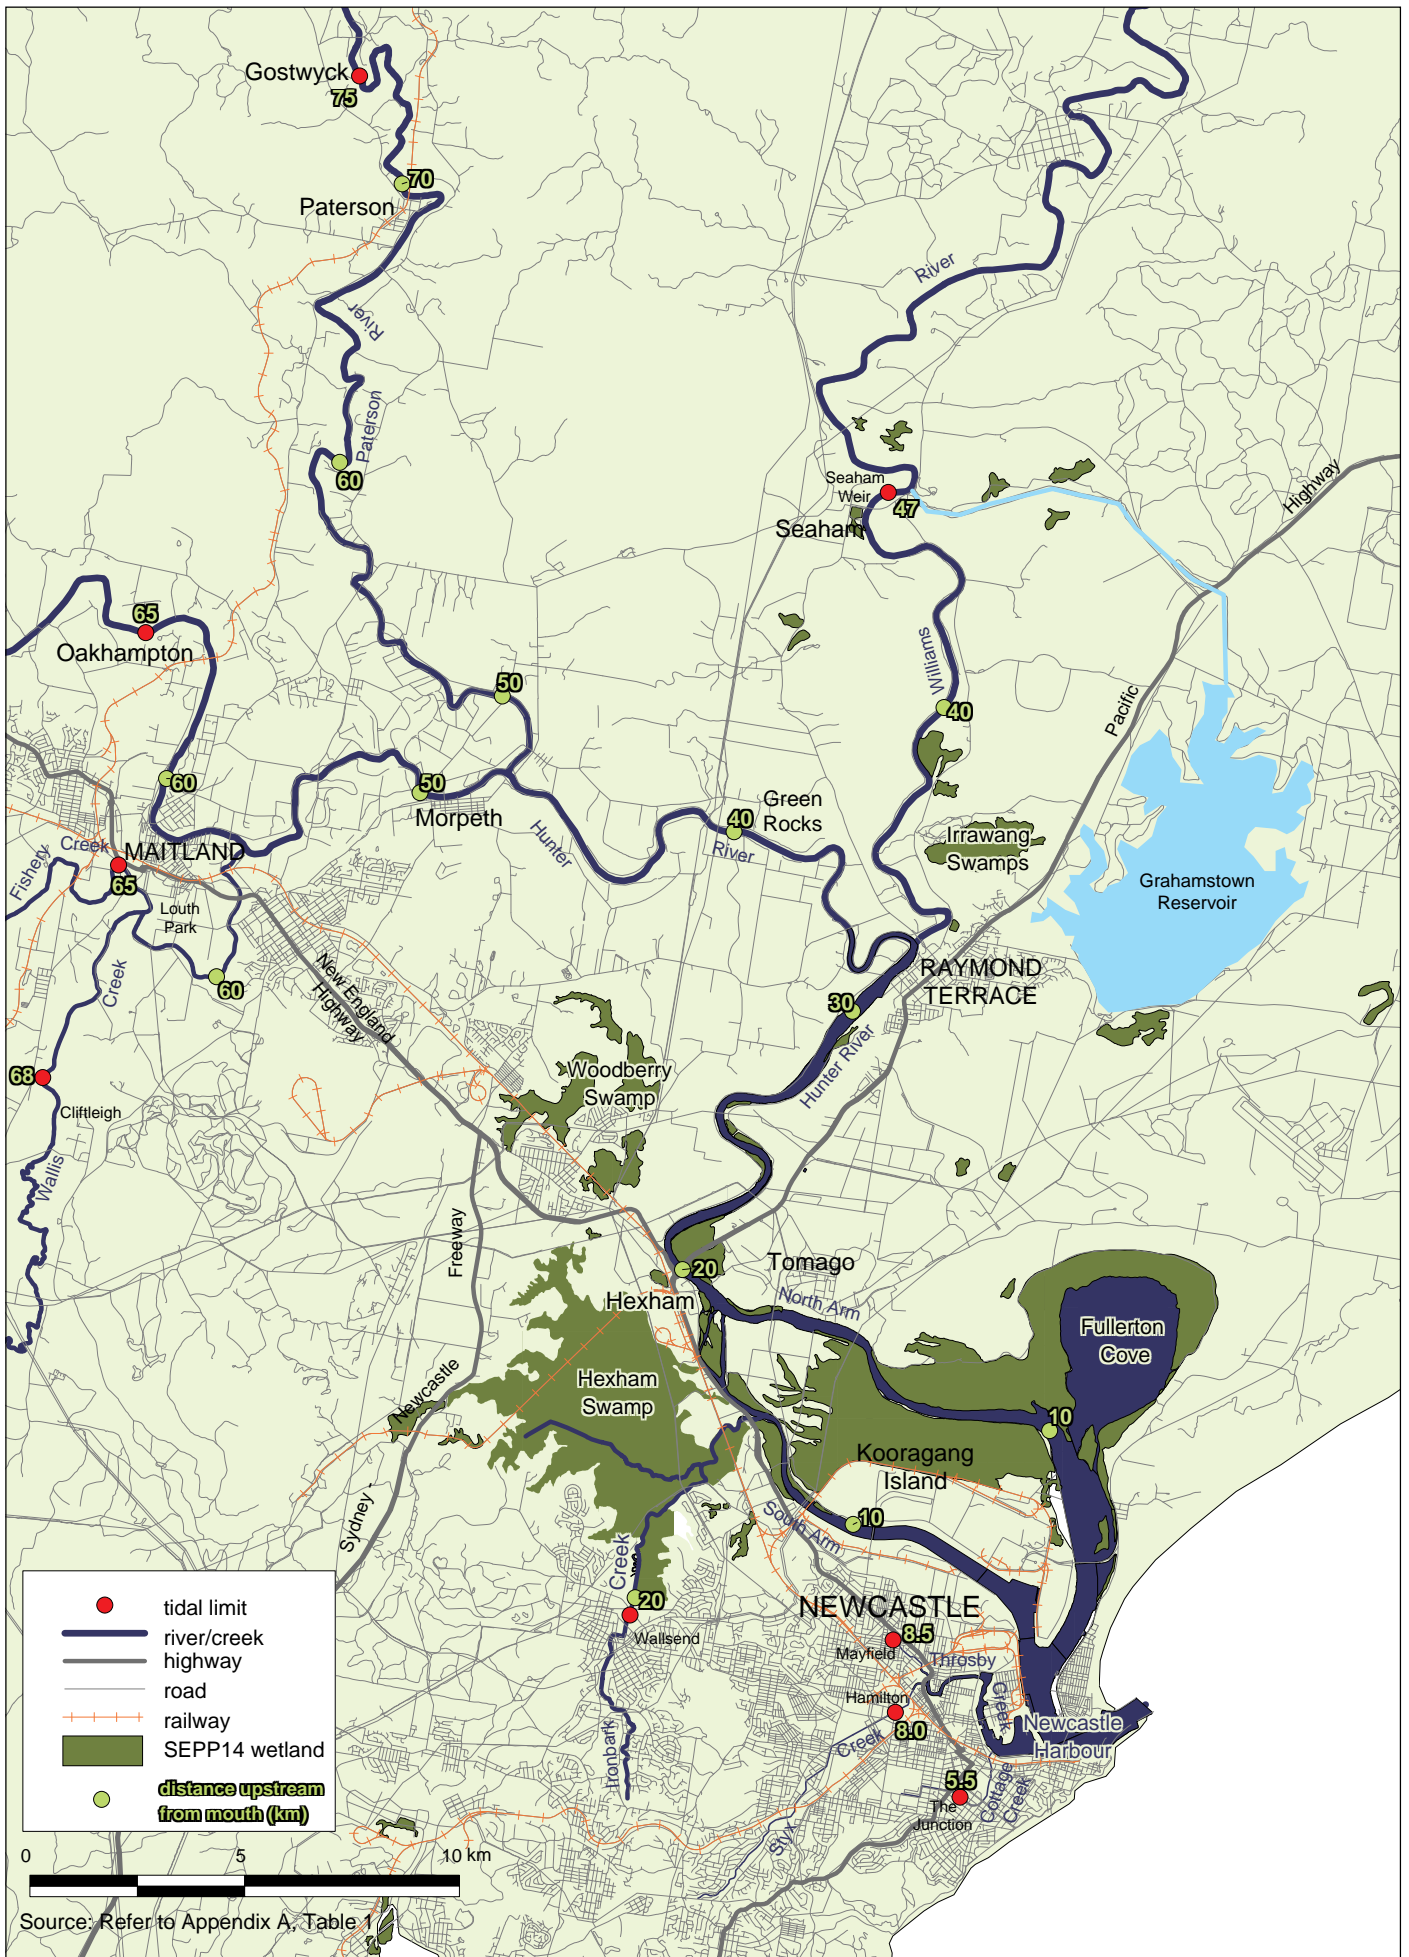 Gostwyck
75
70
Paterson
River
River
Paterson
60
Seaham
Weir
47
Seaham
Highway
65
Oakhampton
Williams
50
40
Pacific
60
50
Morpeth
Green
Rocks
40
Hunter
River
Irrawang
Swamps
Creek
MAITLAND
Fishery
65
Grahamstown
Reservoir
Louth
Park
Creek
60
New England
Highway
RAYMOND
TERRACE
30
Hunter River
68
Cliftleigh
Woodberry
Swamp
Wallis
Freeway
20
Tomago
Hexham
North Arm
Fullerton
Cove
Hexham
Swamp
Newcastle
10
Kooragang
Island
Sydney -
South Arm
10
Creek
20
Wallsend
NEWCASTLE
8.5
Mayfield
Throsby
Hamilton
Creek
8.0
Creek
Newcastle
Harbour
Ironbark
5.5
The
Junction
Cottage
Creek
Styx
tidal limit
river/creek
highway
road
railway
SEPP14 wetland
distance upstream
from mouth (km)
0 5 10 km
Source: Refer to Appendix A, Table 1